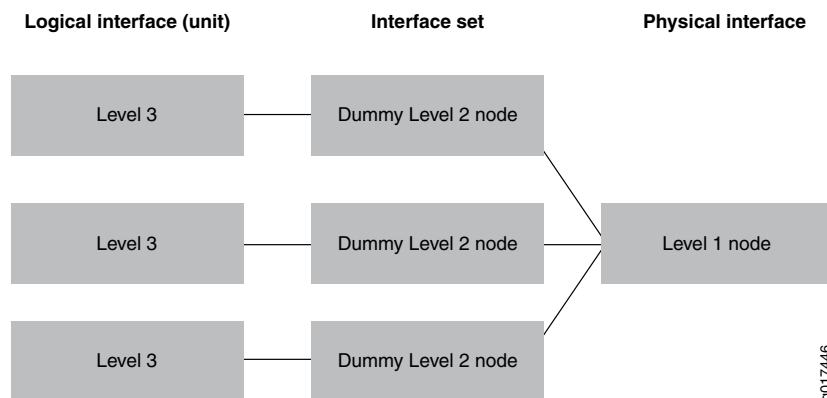 Logical interface (unit) Interface set Physical interface
Level 3 Dummy Level 2 node
Level 3 Dummy Level 2 node Level 1 node
Level 3 Dummy Level 2 node
g017446